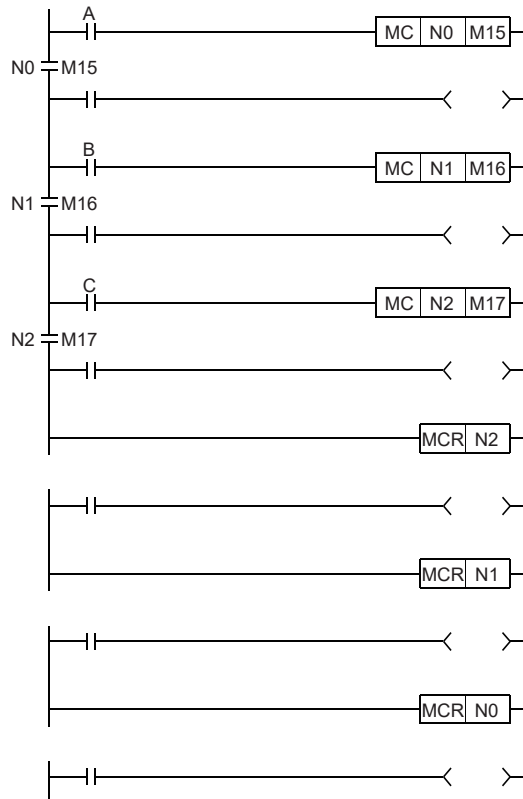 A
MC N0 M15
N0 M15
B
MC N1 M16
N1 M16
C
MC N2 M17
N2 M17
MCR N2
MCR N1
MCR N0